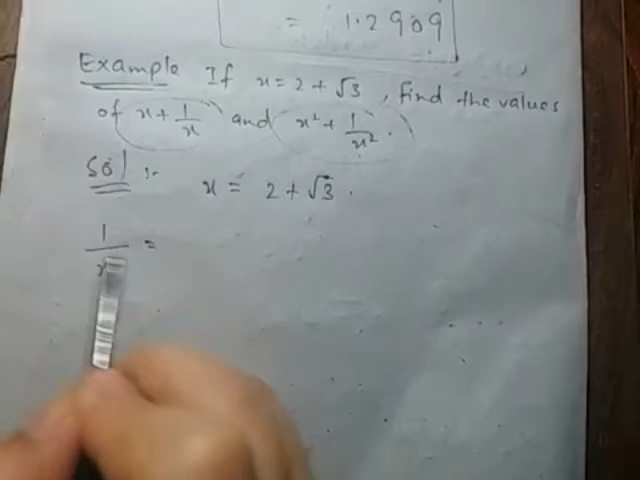 = 1.2909
Example If x = 2 + √3, find the values
of x + 1/x and x² + 1/x².
Sol :- x = 2 + √3.
1/x =